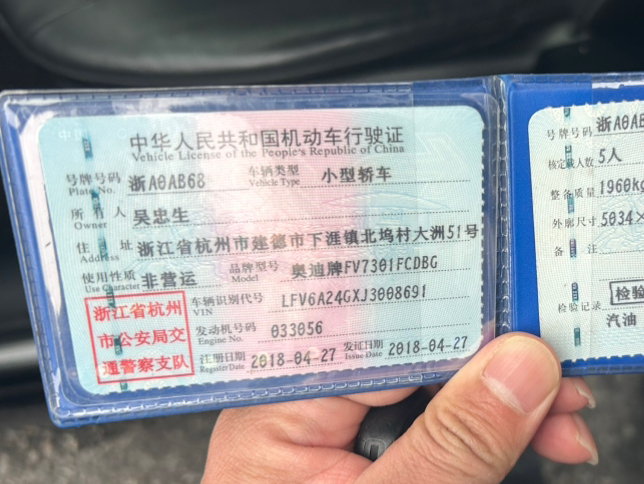 中华人民共和国机动车行驶证
Vehicle License of the People's Republic of China
号牌号码 Plate No. 浙A0AB68 车辆类型 Vehicle Type 小型轿车
所有人 Owner 吴忠生
住址 Address 浙江省杭州市建德市下涯镇北坞村大洲51号
使用性质 Use Character 非营运 品牌型号 Model 奥迪牌FV7301FCDBG
浙江省杭州
市公安局交
通警察支队
车辆识别代号 VIN LFV6A24GXJ3008691
发动机号码 Engine No. 033056
注册日期 Register Date 2018-04-27 发证日期 Issue Date 2018-04-27
号牌号码 浙A0AB
核定载人数 5人
整备质量 1960kg
外廓尺寸 5034×
备注
检验记录 检验
汽油